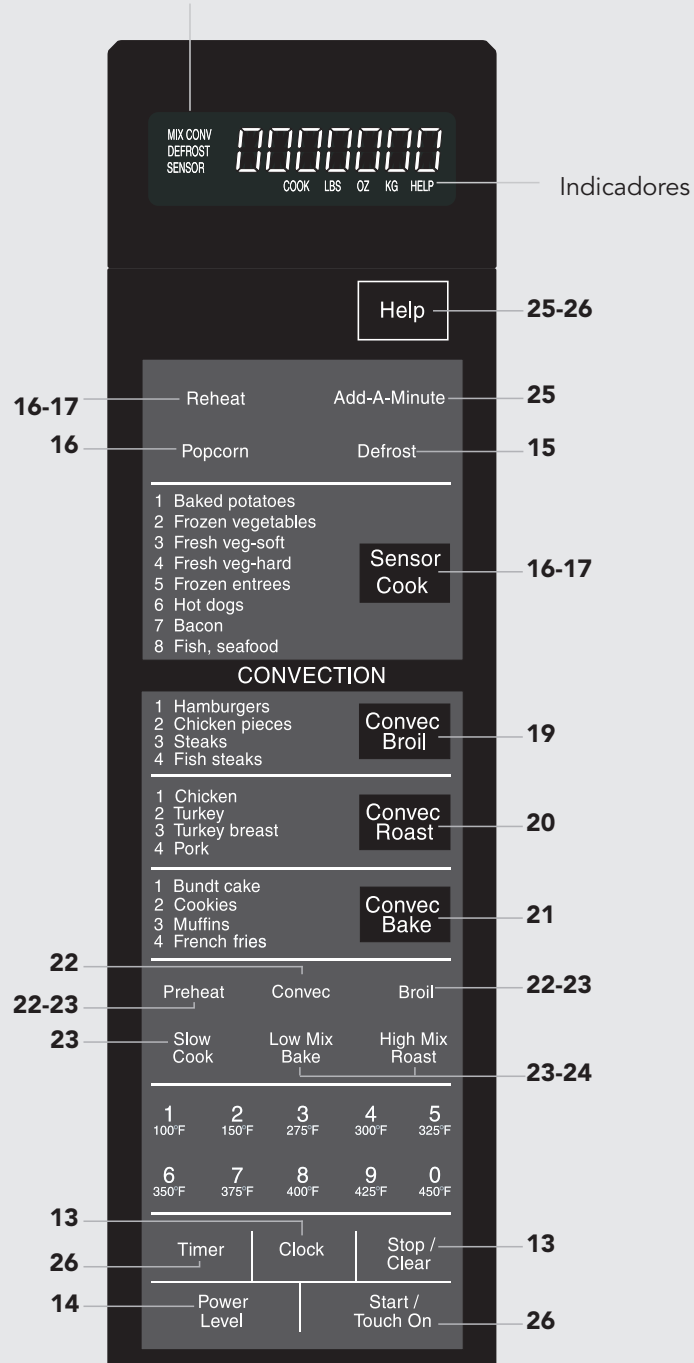 MIX CONV
DEFROST
SENSOR
0000000
COOK LBS OZ KG HELP
Indicadores
Help
25-26
Reheat
Add-A-Minute
16-17
25
Popcorn
Defrost
16
15
1 Baked potatoes
2 Frozen vegetables
3 Fresh veg-soft
4 Fresh veg-hard
5 Frozen entrees
6 Hot dogs
7 Bacon
8 Fish, seafood
Sensor
Cook
16-17
CONVECTION
1 Hamburgers
2 Chicken pieces
3 Steaks
4 Fish steaks
Convec
Broil
19
1 Chicken
2 Turkey
3 Turkey breast
4 Pork
Convec
Roast
20
1 Bundt cake
2 Cookies
3 Muffins
4 French fries
Convec
Bake
21
22
Preheat
Convec
Broil
22-23
22-23
23
Slow
Cook
Low Mix
Bake
High Mix
Roast
23-24
1 2 3 4 5
100°F 150°F 275°F 300°F 325°F
6 7 8 9 0
350°F 375°F 400°F 425°F 450°F
13
Timer
Clock
Stop /
Clear
13
26
14
Power
Level
Start /
Touch On
26